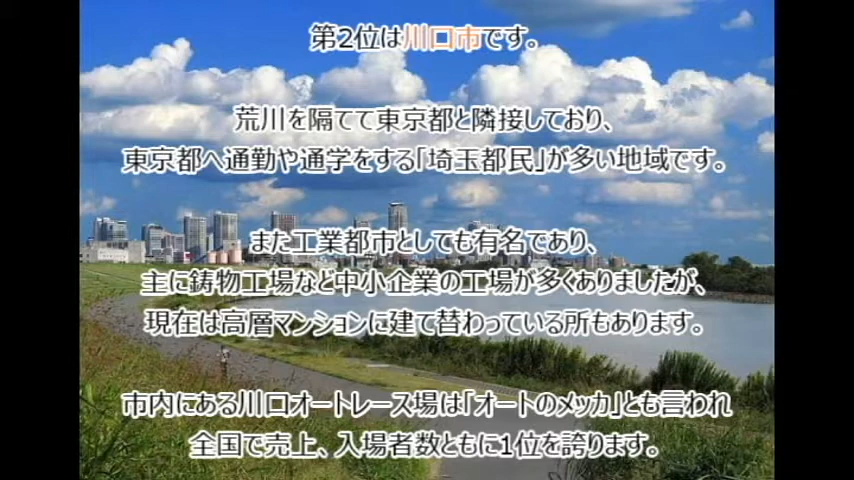 第2位は川口市です。
荒川を隔てて東京都と隣接しており、
東京都へ通勤や通学をする「埼玉都民」が多い地域です。
また工業都市としても有名であり、
主に鋳物工場など中小企業の工場が多くありましたが、
現在は高層マンションに建て替わっている所もあります。
市内にある川口オートレース場は「オートのメッカ」とも言われ
全国で売上、入場者数ともに1位を誇ります。